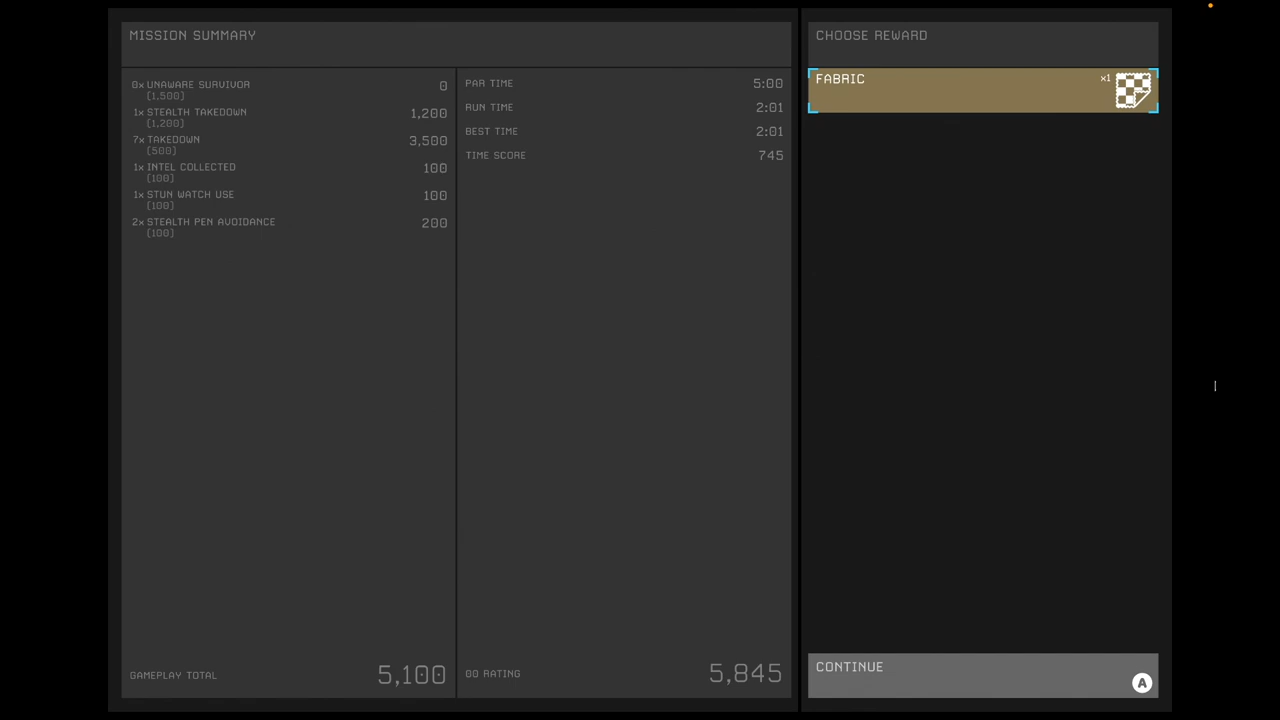 MISSION SUMMARY
0x UNAWARE SURVIVOR 0
(1,500)
1x STEALTH TAKEDOWN 1,200
(1,200)
7x TAKEDOWN 3,500
(500)
1x INTEL COLLECTED 100
(100)
1x STUN WATCH USE 100
(100)
2x STEALTH PEN AVOIDANCE 200
(100)
GAMEPLAY TOTAL 5,100
PAR TIME 5:00
RUN TIME 2:01
BEST TIME 2:01
TIME SCORE 745
00 RATING 5,845
CHOOSE REWARD
FABRIC x1
CONTINUE
A